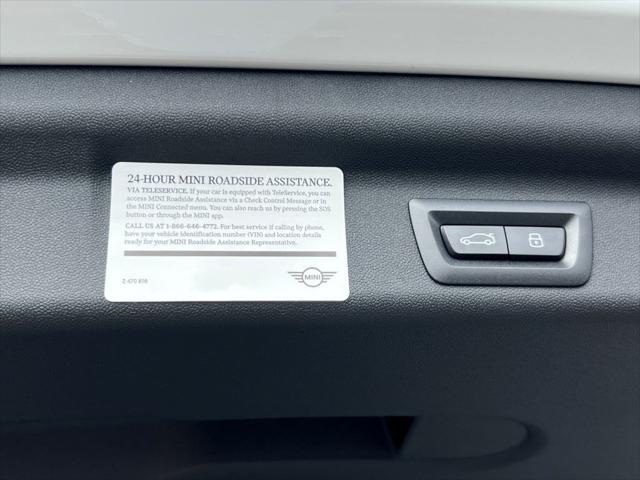 24-HOUR MINI ROADSIDE ASSISTANCE.
VIA TELESERVICE. If your car is equipped with TeleService, you can
access MINI Roadside Assistance via a Check Control Message or in
the MINI Connected menu. You can also reach us by pressing the SOS
button or through the MINI app.
CALL US AT 1-866-646-4772. For best service if calling by phone,
have your vehicle identification number (VIN) and location details
ready for your MINI Roadside Assistance Representative.
MINI
2 470 816